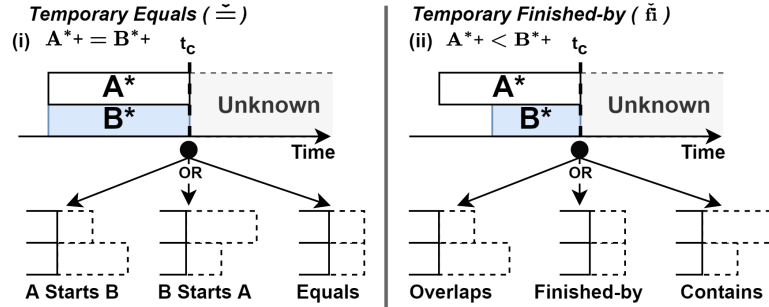 Temporary Equals ( =̌ )
(i) A*+ = B*+
t_c
A*
B*
Unknown
Time
OR
A Starts B
B Starts A
Equals
Temporary Finished-by ( fǐ )
(ii) A*+ < B*+
t_c
A*
B*
Unknown
Time
OR
Overlaps
Finished-by
Contains